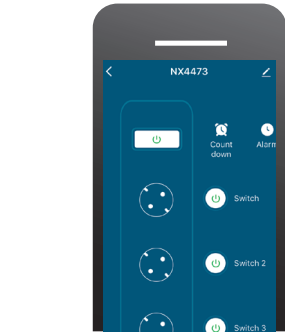 NX4473
Count
down
Alarm
Switch
Switch 2
Switch 3